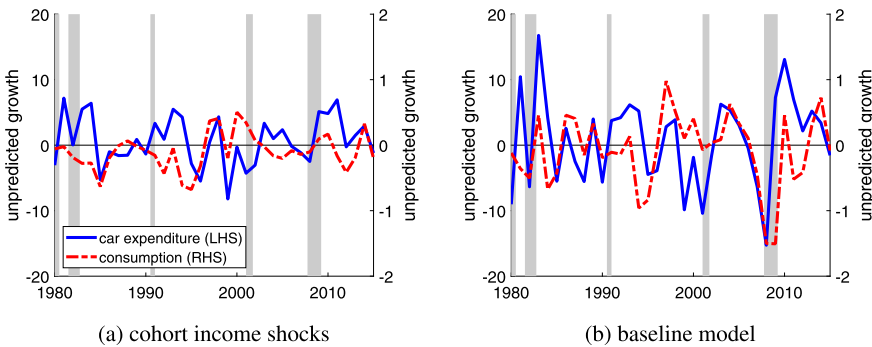 20
10
0
-10
-20
unpredicted growth
2
1
0
-1
-2
unpredicted growth
car expenditure (LHS)
consumption (RHS)
1980 1990 2000 2010
(a) cohort income shocks
20
10
0
-10
-20
unpredicted growth
2
1
0
-1
-2
unpredicted growth
1980 1990 2000 2010
(b) baseline model